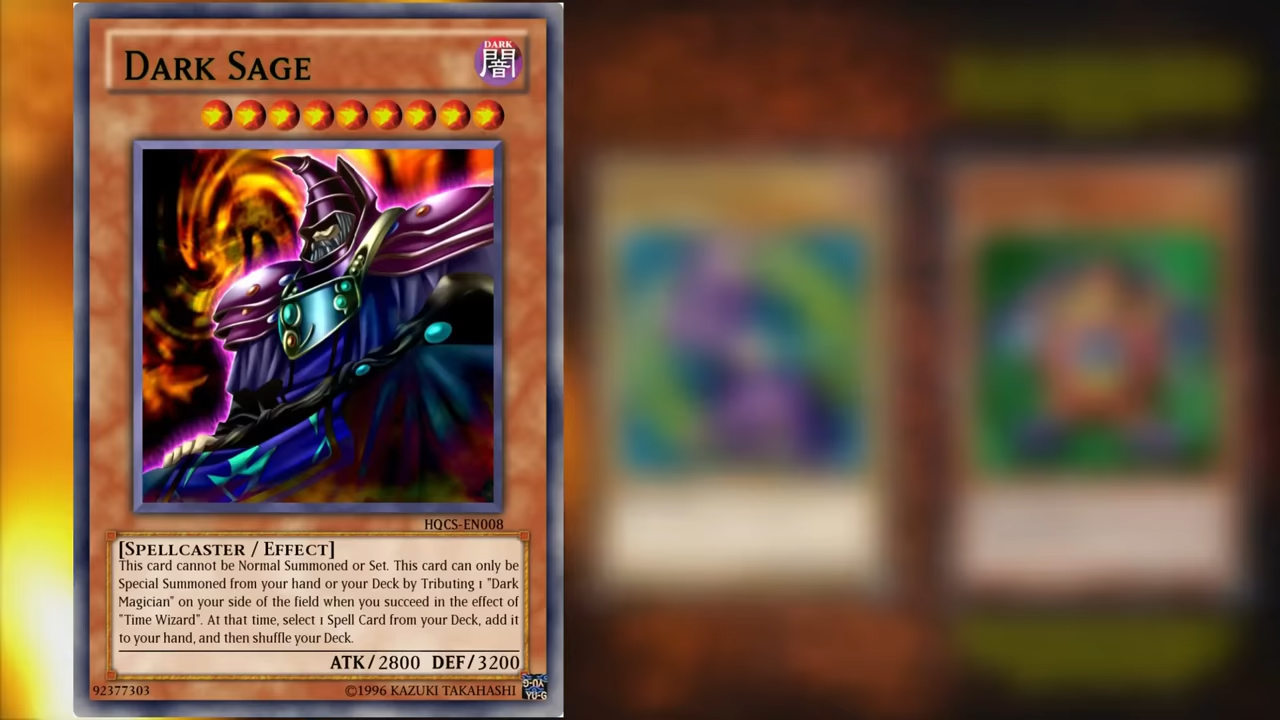 DARK SAGE
DARK
闇
HQCS-EN008
[SPELLCASTER / EFFECT]
This card cannot be Normal Summoned or Set. This card can only be
Special Summoned from your hand or your Deck by Tributing 1 "Dark
Magician" on your side of the field when you succeed in the effect of
"Time Wizard". At that time, select 1 Spell Card from your Deck, add it
to your hand, and then shuffle your Deck.
ATK/2800 DEF/3200
92377303
©1996 KAZUKI TAKAHASHI